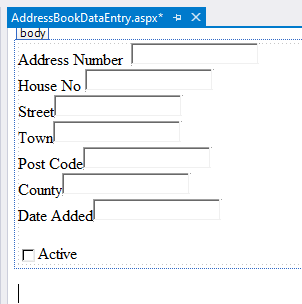 AddressBookDataEntry.aspx*
body
Address Number
House No
Street
Town
Post Code
County
Date Added
Active